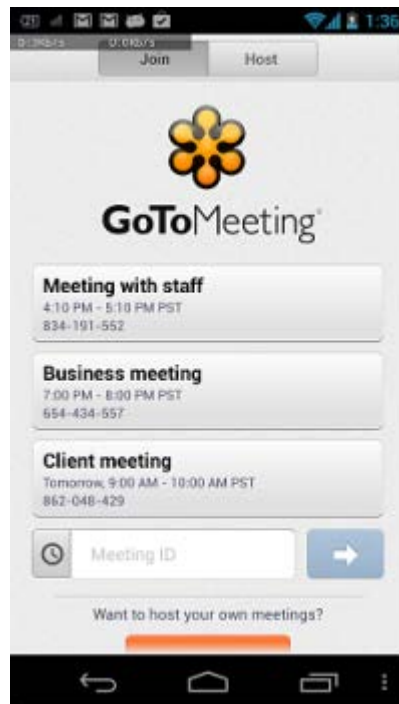 1:36
Join Host
GoToMeeting
Meeting with staff
4:10 PM - 5:10 PM PST
834-191-552
Business meeting
7:00 PM - 8:00 PM PST
654-434-557
Client meeting
Tomorrow, 9:00 AM - 10:00 AM PST
862-048-429
Meeting ID
Want to host your own meetings?